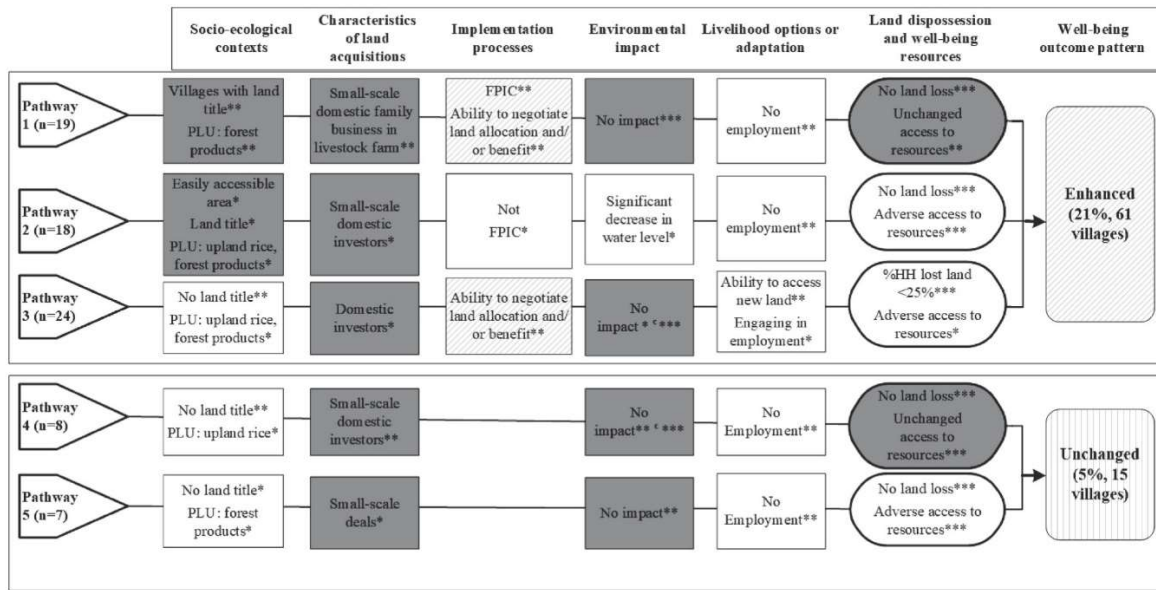 Socio-ecological
contexts
Characteristics
of land
acquisitions
Implementation
processes
Environmental
impact
Livelihood options or
adaptation
Land dispossession
and well-being
resources
Well-being
outcome pattern
Pathway
1 (n=19)
Villages with land
title**
PLU: forest
products**
Small-scale
domestic family
business in
livestock farm**
FPIC**
Ability to negotiate
land allocation and/
or benefit**
No impact***
No
employment**
No land loss***
Unchanged
access to
resources**
Pathway
2 (n=18)
Easily accessible
area*
Land title*
PLU: upland rice,
forest products*
Small-scale
domestic
investors*
Not
FPIC*
Significant
decrease in
water level*
No
employment**
No land loss***
Adverse access to
resources***
Pathway
3 (n=24)
No land title**
PLU: upland rice,
forest products*
Domestic
investors*
Ability to negotiate
land allocation and/
or benefit**
No
impact* ᶜ ***
Ability to access
new land**
Engaging in
employment*
%HH lost land
<25%***
Adverse access to
resources*
Enhanced
(21%, 61
villages)
Pathway
4 (n=8)
No land title**
PLU: upland rice*
Small-scale
domestic
investors**
No
impact** ᶜ ***
No
Employment**
No land loss***
Unchanged
access to
resources***
Pathway
5 (n=7)
No land title*
PLU: forest
products*
Small-scale
deals*
No impact**
No
Employment**
No land loss***
Adverse access to
resources***
Unchanged
(5%, 15
villages)